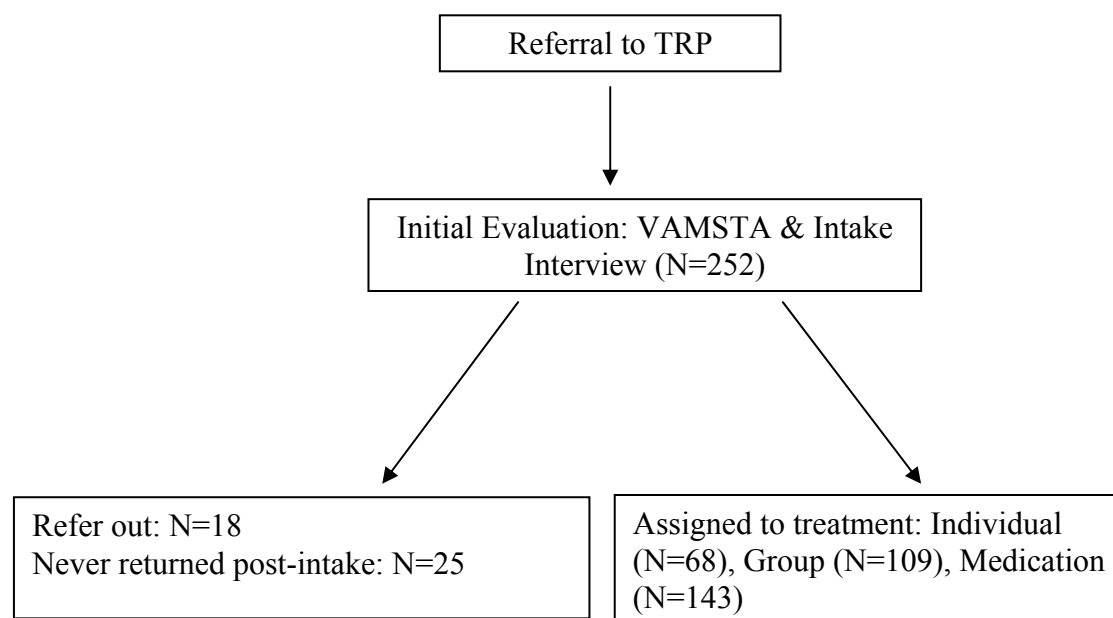 Referral to TRP
Initial Evaluation: VAMSTA & Intake
Interview (N=252)
Refer out: N=18
Never returned post-intake: N=25
Assigned to treatment: Individual
(N=68), Group (N=109), Medication
(N=143)